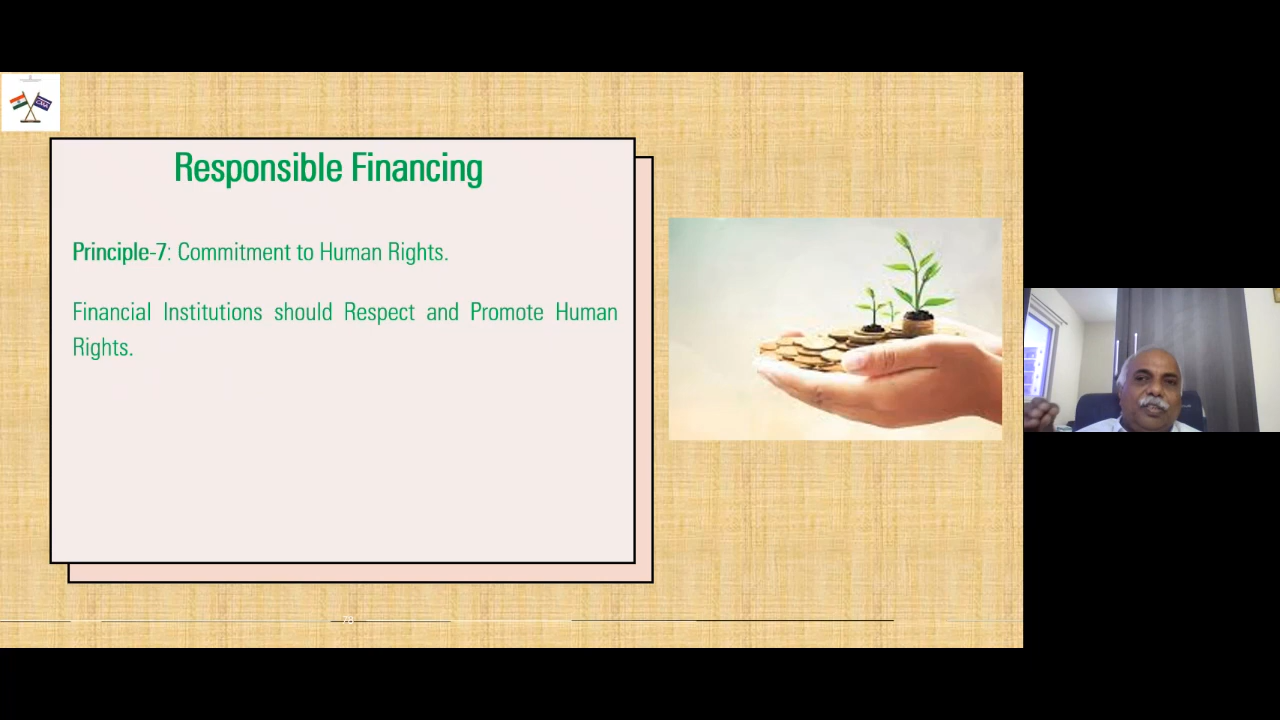 Responsible Financing
Principle-7: Commitment to Human Rights.
Financial Institutions should Respect and Promote Human
Rights.